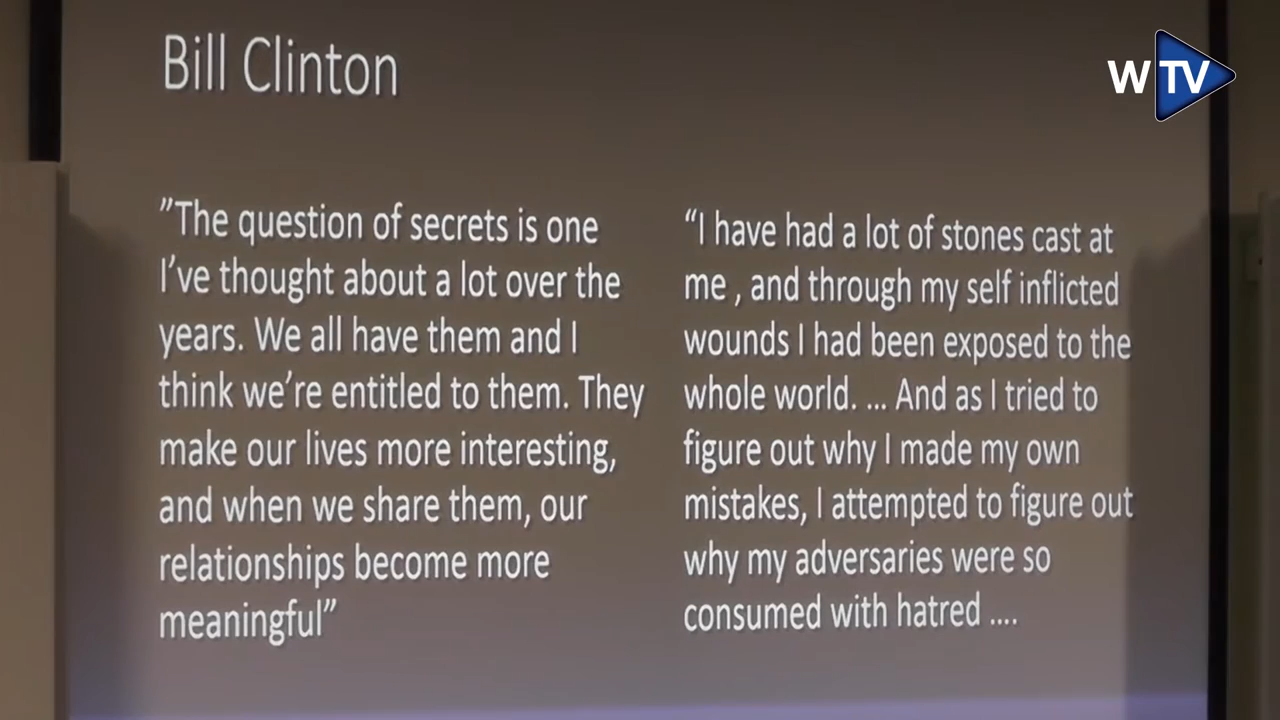 Bill Clinton
W TV
”The question of secrets is one
I’ve thought about a lot over the
years. We all have them and I
think we’re entitled to them. They
make our lives more interesting,
and when we share them, our
relationships become more
meaningful”
“I have had a lot of stones cast at
me , and through my self inflicted
wounds I had been exposed to the
whole world. ... And as I tried to
figure out why I made my own
mistakes, I attempted to figure out
why my adversaries were so
consumed with hatred ....